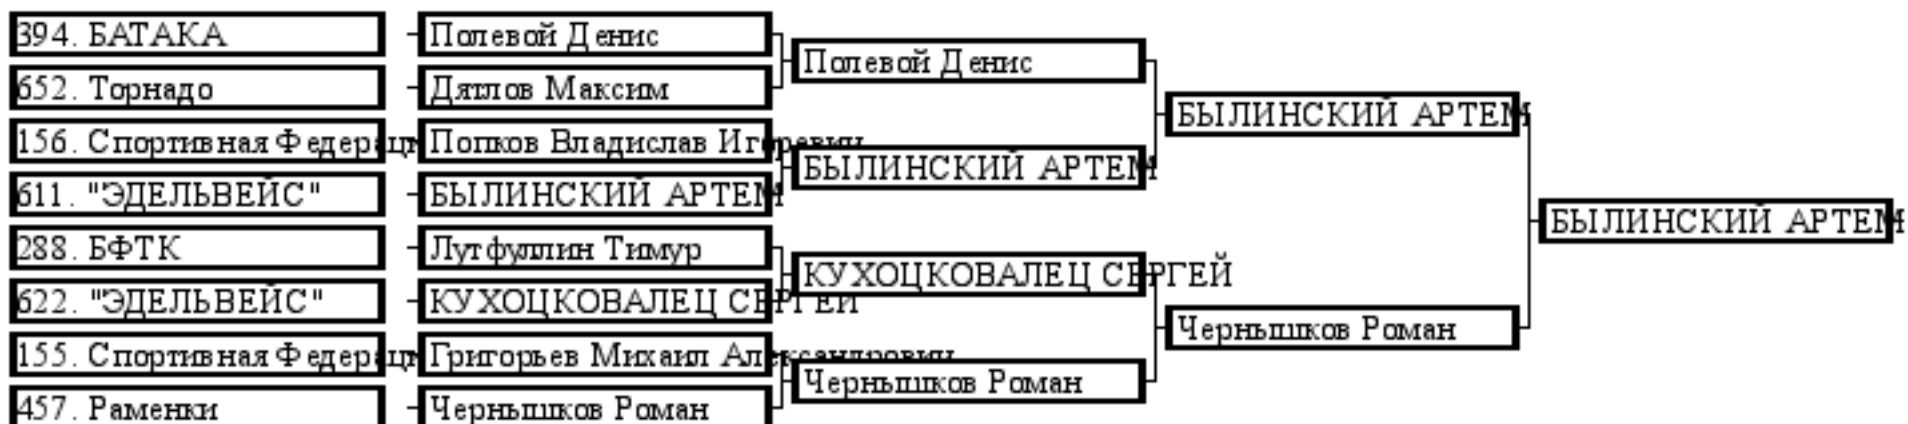 394. БАТАКА
Полевой Денис
Полевой Денис
652. Торнадо
Дятлов Максим
БЫЛИНСКИЙ АРТЕМ
156. Спортивная Федерац
Попков Владислав Игоревич
БЫЛИНСКИЙ АРТЕМ
611. "ЭДЕЛЬВЕЙС"
БЫЛИНСКИЙ АРТЕМ
БЫЛИНСКИЙ АРТЕМ
288. БФТК
Лутфуллин Тимур
КУХОЦКОВАЛЕЦ СЕРГЕЙ
622. "ЭДЕЛЬВЕЙС"
КУХОЦКОВАЛЕЦ СЕРГЕЙ
Чернышков Роман
155. Спортивная Федерац
Григорьев Михаил Александрович
Чернышков Роман
457. Раменки
Чернышков Роман